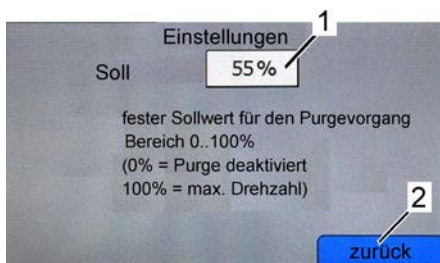 Einstellungen
1
Soll 55%
fester Sollwert für den Purgevorgang
Bereich 0..100%
(0% = Purge deaktiviert
100% = max. Drehzahl)
2
zurück